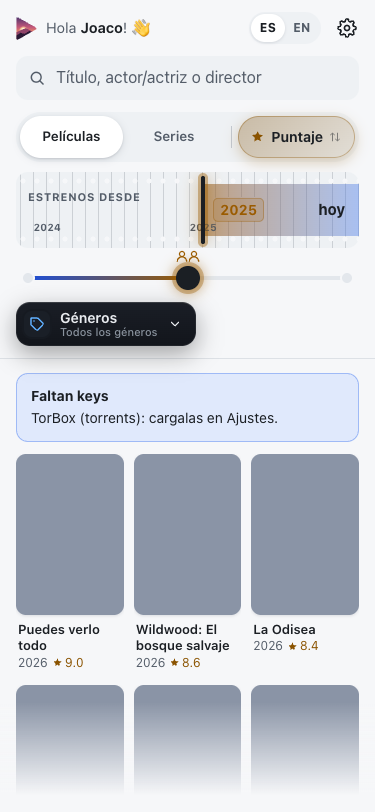 Hola Joaco! 👋
ES EN
Título, actor/actriz o director
Películas Series ★ Puntaje ↑↓
ESTRENOS DESDE
2025 hoy
2024 2025
Géneros
Todos los géneros
Faltan keys
TorBox (torrents): cargalas en Ajustes.
Puedes verlo todo
2026 ★ 9.0
Wildwood: El bosque salvaje
2026 ★ 8.6
La Odisea
2026 ★ 8.4